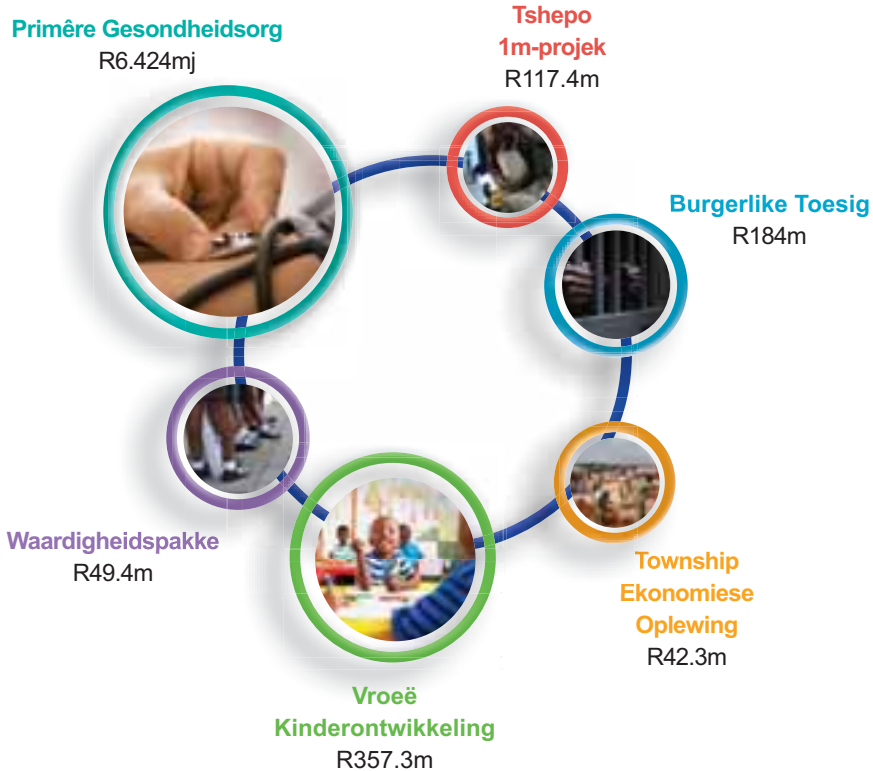 Primêre Gesondheidsorg
R6.424mj
Tshepo
1m-projek
R117.4m
Burgerlike Toesig
R184m
Township
Ekonomiese
Oplewing
R42.3m
Vroeë
Kinderontwikkeling
R357.3m
Waardigheidspakke
R49.4m